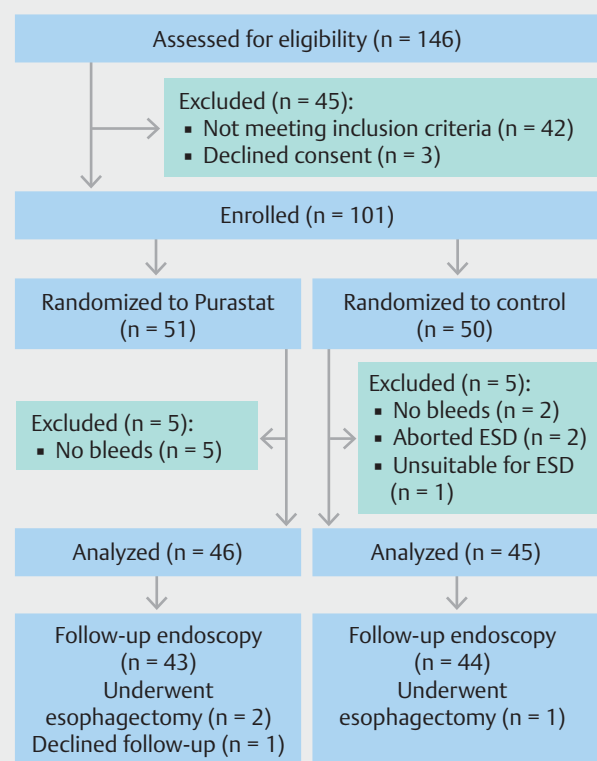 Assessed for eligibility (n = 146)
Excluded (n = 45):
▪ Not meeting inclusion criteria (n = 42)
▪ Declined consent (n = 3)
Enrolled (n = 101)
Randomized to Purastat
(n = 51)
Randomized to control
(n = 50)
Excluded (n = 5):
▪ No bleeds (n = 5)
Excluded (n = 5):
▪ No bleeds (n = 2)
▪ Aborted ESD (n = 2)
▪ Unsuitable for ESD
(n = 1)
Analyzed (n = 46)
Analyzed (n = 45)
Follow-up endoscopy
(n = 43)
Underwent
esophagectomy (n = 2)
Declined follow-up (n = 1)
Follow-up endoscopy
(n = 44)
Underwent
esophagectomy (n = 1)